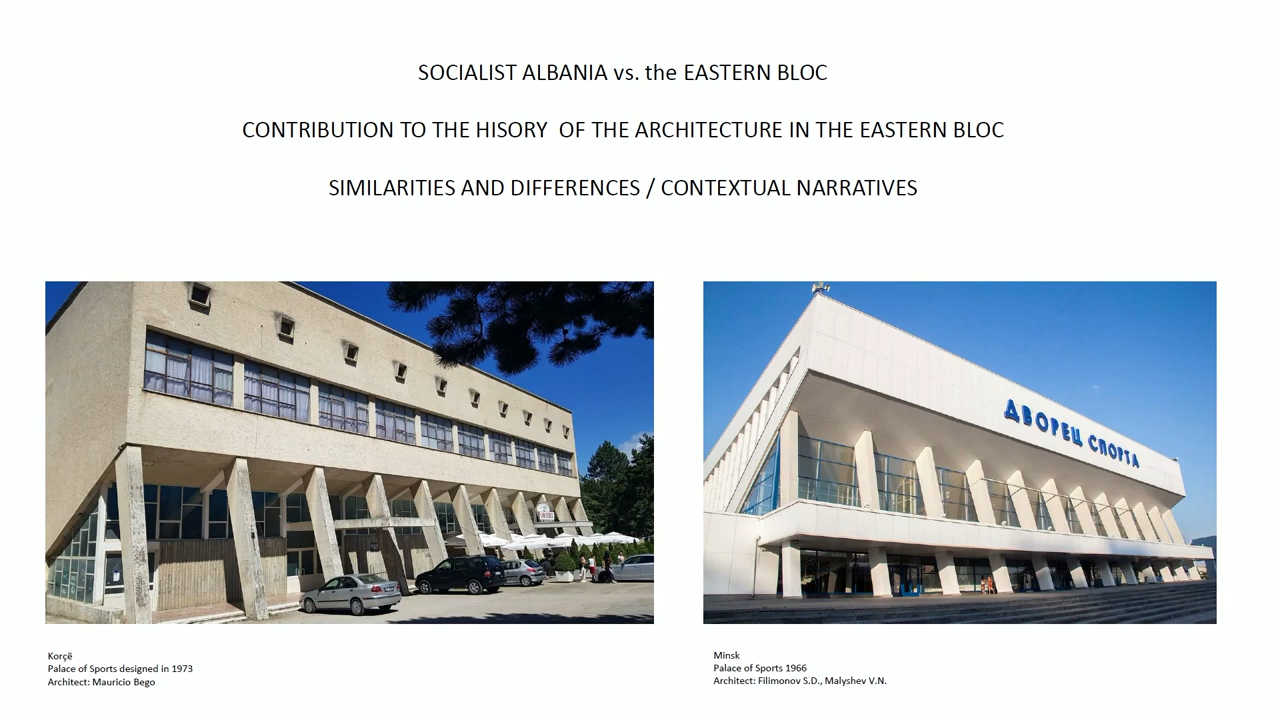 SOCIALIST ALBANIA vs. the EASTERN BLOC
CONTRIBUTION TO THE HISORY OF THE ARCHITECTURE IN THE EASTERN BLOC
SIMILARITIES AND DIFFERENCES / CONTEXTUAL NARRATIVES
ДВОРЕЦ СПОРТА
Korçë
Palace of Sports designed in 1973
Architect: Mauricio Bego
Minsk
Palace of Sports 1966
Architect: Filimonov S.D., Malyshev V.N.